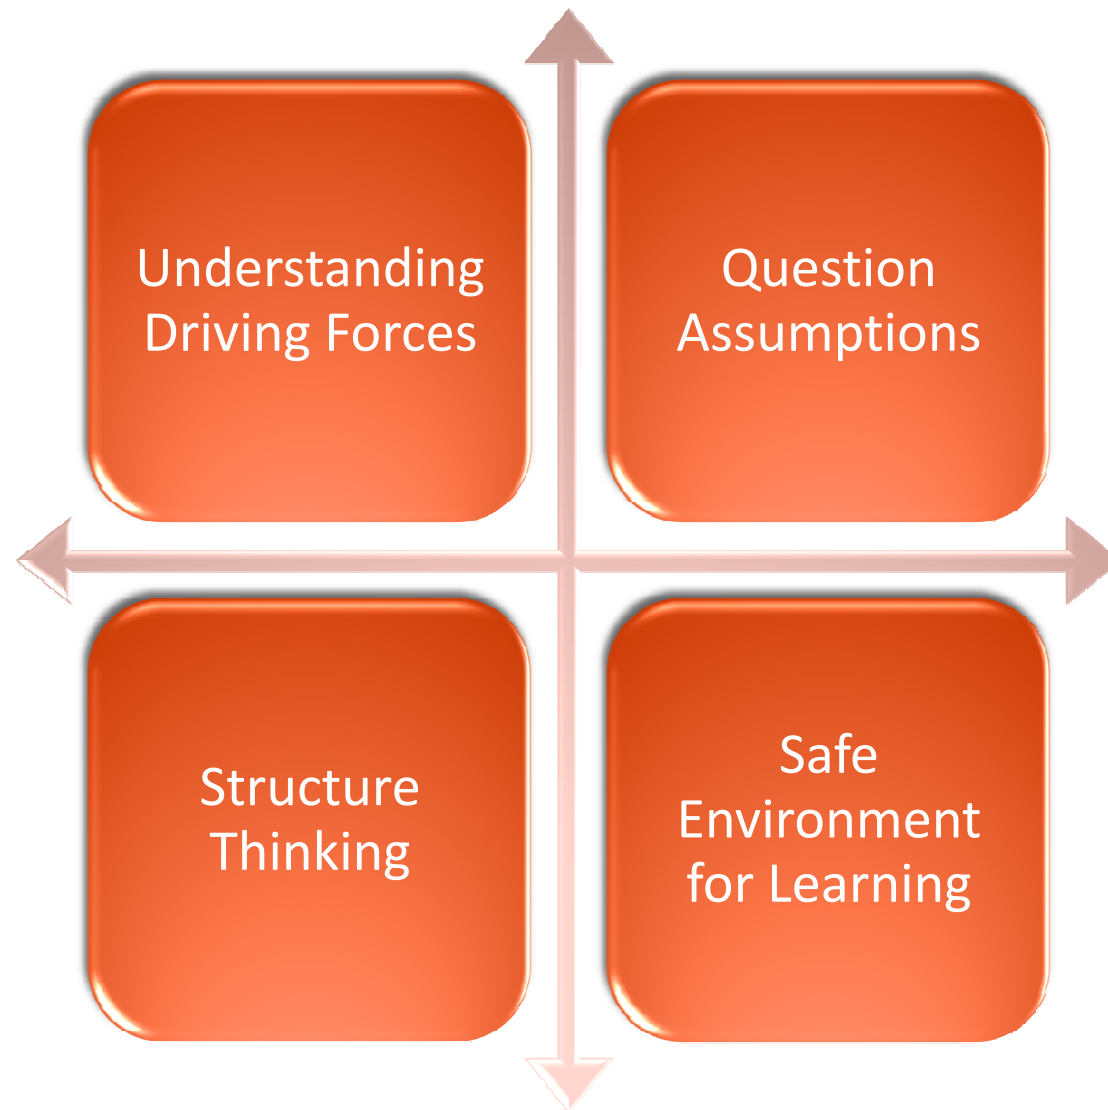 Understanding
Driving Forces
Question
Assumptions
Structure
Thinking
Safe
Environment
for Learning